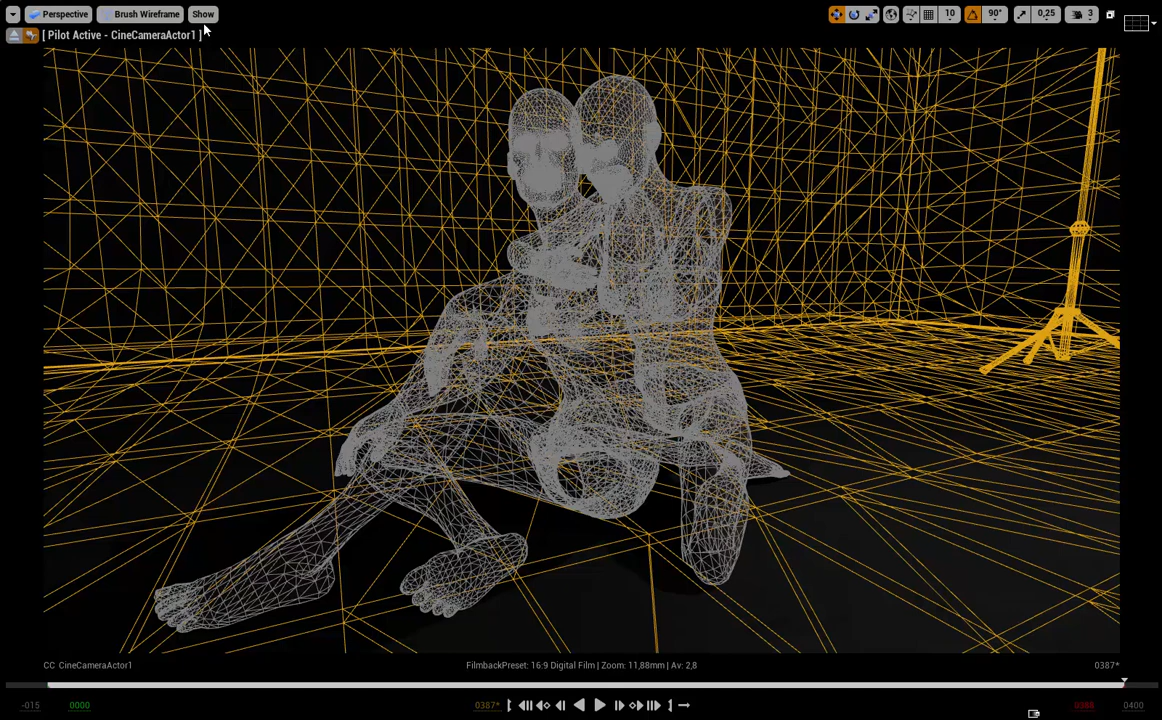 Perspective Brush Wireframe Show 10 90° 0,25 3
[ Pilot Active - CineCameraActor1 ]
CC CineCameraActor1 FilmbackPreset: 16:9 Digital Film | Zoom: 11,88mm | Av: 2,8 0387*
-015 0000 0387* 0388 0400